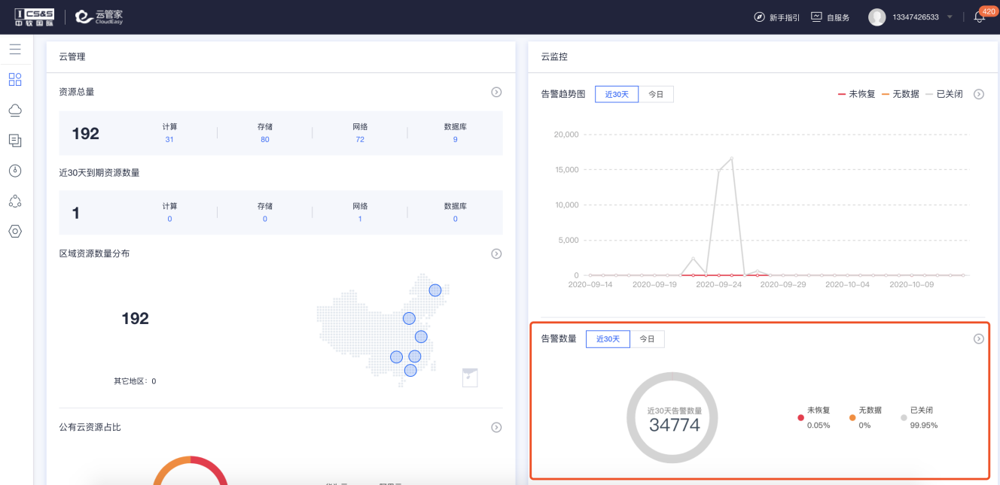 CS&S
中软国际
云管家
CloudEasy
新手指引
自服务
13347426533
420
云管理
资源总量
192
计算
31
存储
80
网络
72
数据库
9
近30天到期资源数量
1
计算
0
存储
0
网络
1
数据库
0
区域资源数量分布
192
其它地区: 0
公有云资源占比
云监控
告警趋势图
近30天
今日
未恢复
无数据
已关闭
20,000
15,000
10,000
5,000
0
2020-09-14
2020-09-19
2020-09-24
2020-09-29
2020-10-04
2020-10-09
告警数量
近30天
今日
近30天告警数量
34774
未恢复
0.05%
无数据
0%
已关闭
99.95%